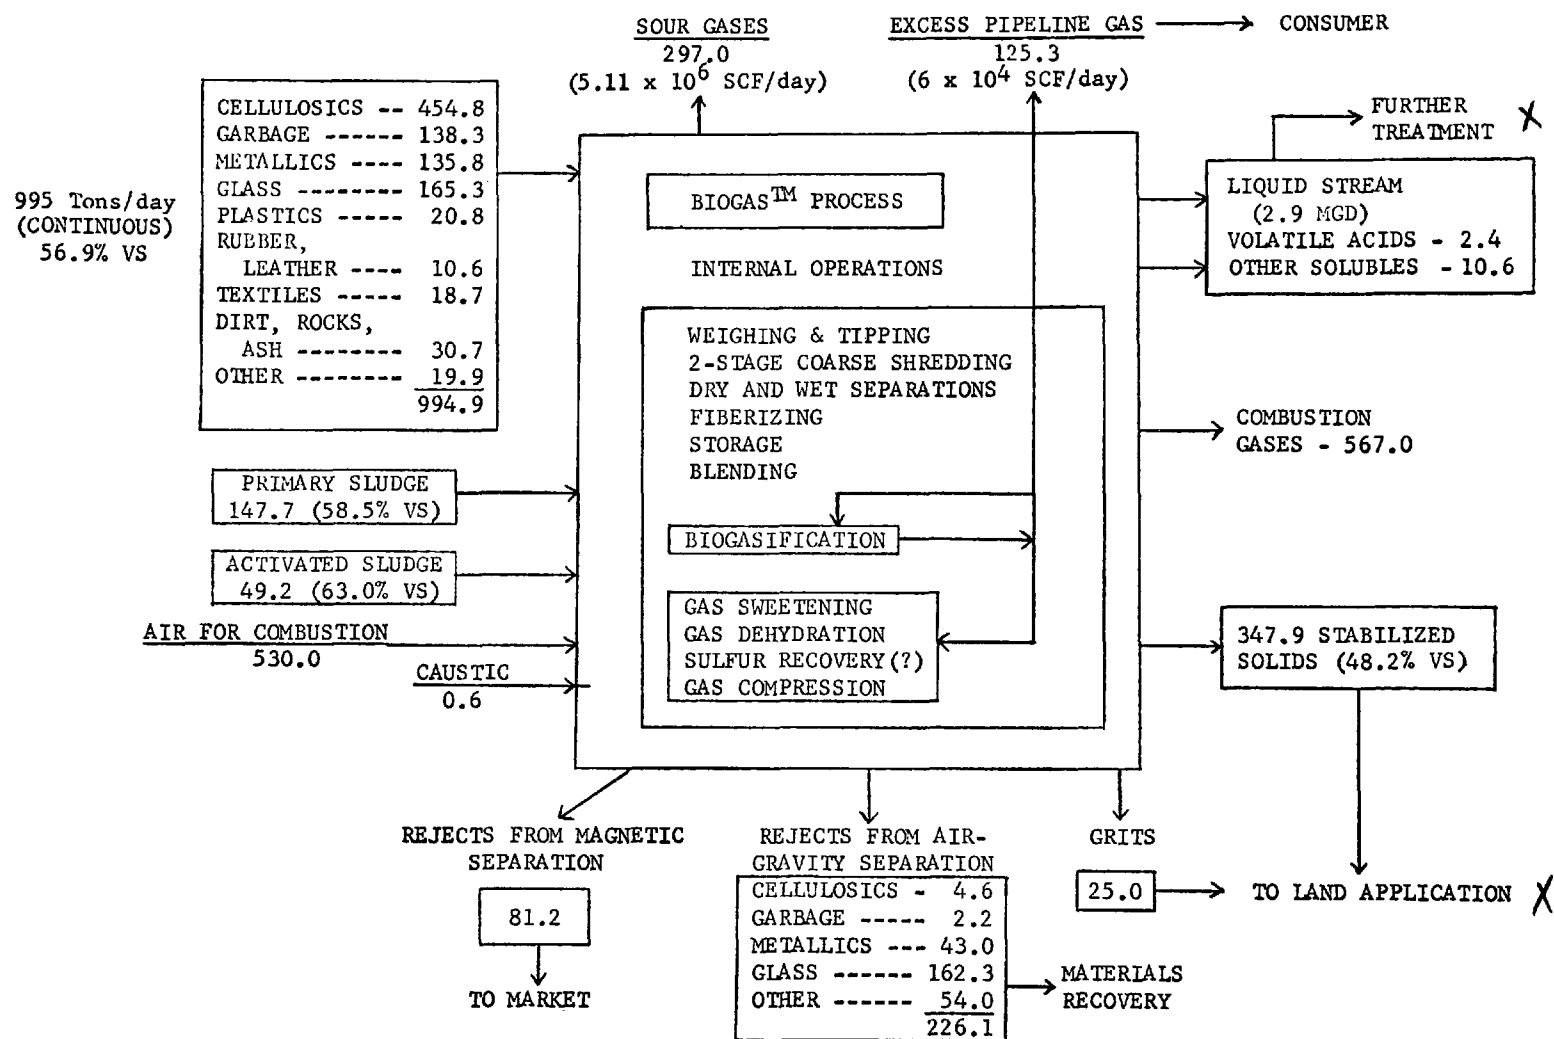 SOUR GASES
297.0
(5.11 x 10^6 SCF/day)
EXCESS PIPELINE GAS
125.3
(6 x 10^4 SCF/day)
CONSUMER
995 Tons/day
(CONTINUOUS)
56.9% VS
CELLULOSICS -- 454.8
GARBAGE ------ 138.3
METALLICS ---- 135.8
GLASS -------- 165.3
PLASTICS ----- 20.8
RUBBER,
LEATHER ---- 10.6
TEXTILES ----- 18.7
DIRT, ROCKS,
ASH -------- 30.7
OTHER -------- 19.9
994.9
PRIMARY SLUDGE
147.7 (58.5% VS)
ACTIVATED SLUDGE
49.2 (63.0% VS)
AIR FOR COMBUSTION
530.0
CAUSTIC
0.6
BIOGAS™ PROCESS
INTERNAL OPERATIONS
WEIGHING & TIPPING
2-STAGE COARSE SHREDDING
DRY AND WET SEPARATIONS
FIBERIZING
STORAGE
BLENDING
BIOGASIFICATION
GAS SWEETENING
GAS DEHYDRATION
SULFUR RECOVERY(?)
GAS COMPRESSION
FURTHER
TREATMENT X
LIQUID STREAM
(2.9 MGD)
VOLATILE ACIDS - 2.4
OTHER SOLUBLES - 10.6
COMBUSTION
GASES - 567.0
347.9 STABILIZED
SOLIDS (48.2% VS)
REJECTS FROM MAGNETIC
SEPARATION
81.2
TO MARKET
REJECTS FROM AIR-
GRAVITY SEPARATION
CELLULOSICS - 4.6
GARBAGE ----- 2.2
METALLICS --- 43.0
GLASS ------ 162.3
OTHER ------ 54.0
226.1
MATERIALS
RECOVERY
GRITS
25.0
TO LAND APPLICATION X